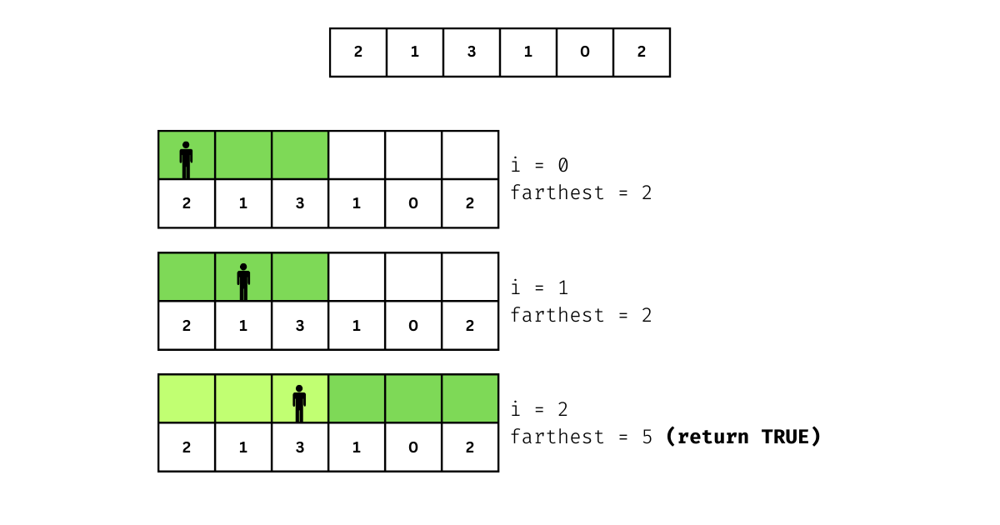 2 1 3 1 0 2
i = 0
farthest = 2
2 1 3 1 0 2
i = 1
farthest = 2
2 1 3 1 0 2
i = 2
farthest = 5 (return TRUE)
2 1 3 1 0 2